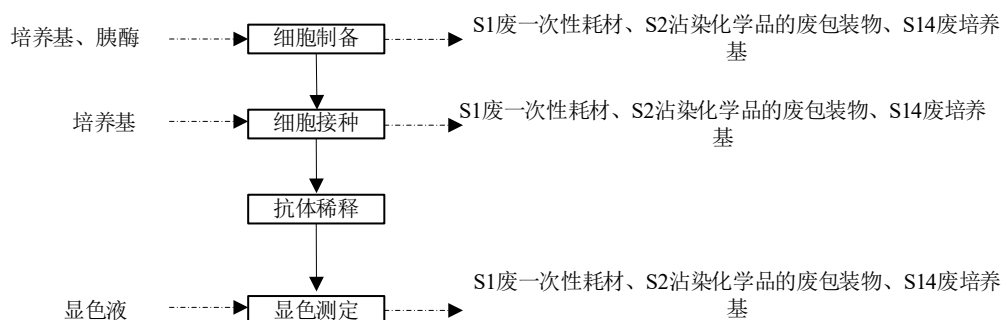 培养基、胰酶
细胞制备
S1废一次性耗材、S2沾染化学品的废包装物、S14废培养
基
培养基
细胞接种
S1废一次性耗材、S2沾染化学品的废包装物、S14废培养
基
抗体稀释
显色液
显色测定
S1废一次性耗材、S2沾染化学品的废包装物、S14废培养
基